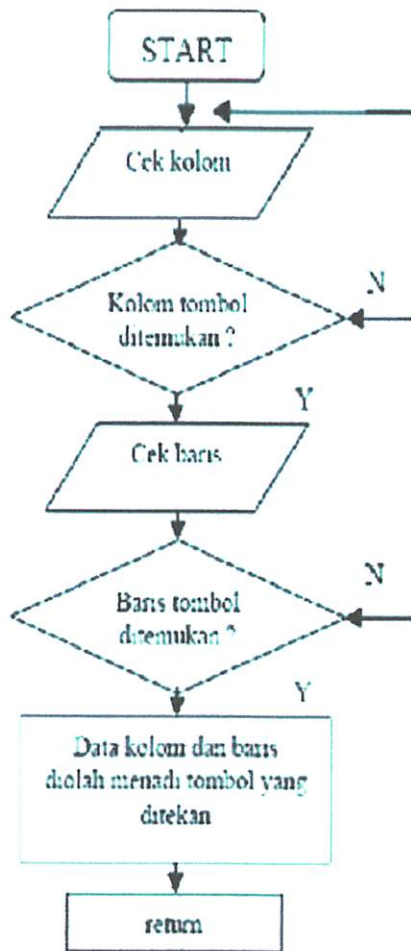 START
Cek kolom
Kolom tombol
ditemukan ?
N
Y
Cek baris
Baris tombol
ditemukan ?
N
Y
Data kolom dan baris
diolah menadi tombol yang
ditekan
return